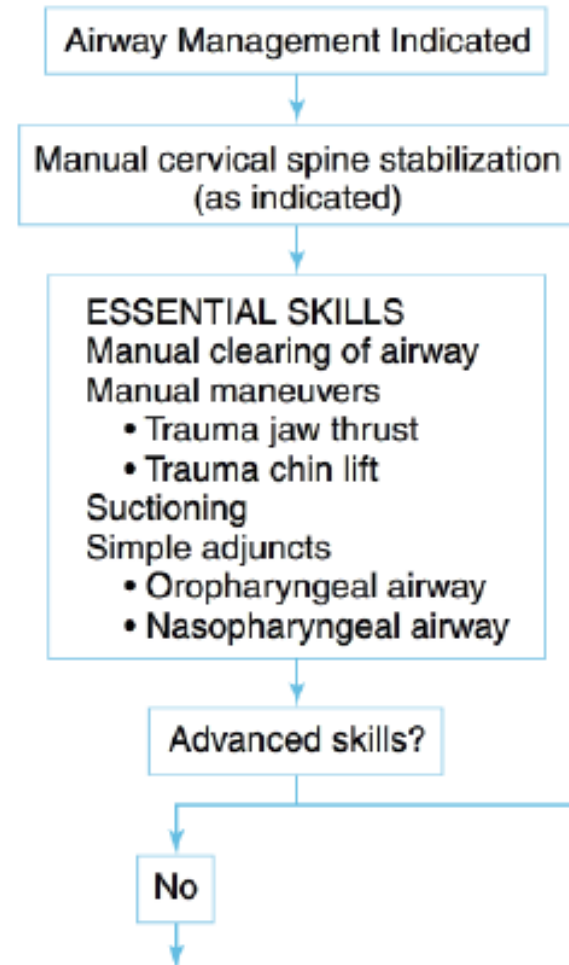 Airway Management Indicated
Manual cervical spine stabilization
(as indicated)
ESSENTIAL SKILLS
Manual clearing of airway
Manual maneuvers
• Trauma jaw thrust
• Trauma chin lift
Suctioning
Simple adjuncts
• Oropharyngeal airway
• Nasopharyngeal airway
Advanced skills?
No